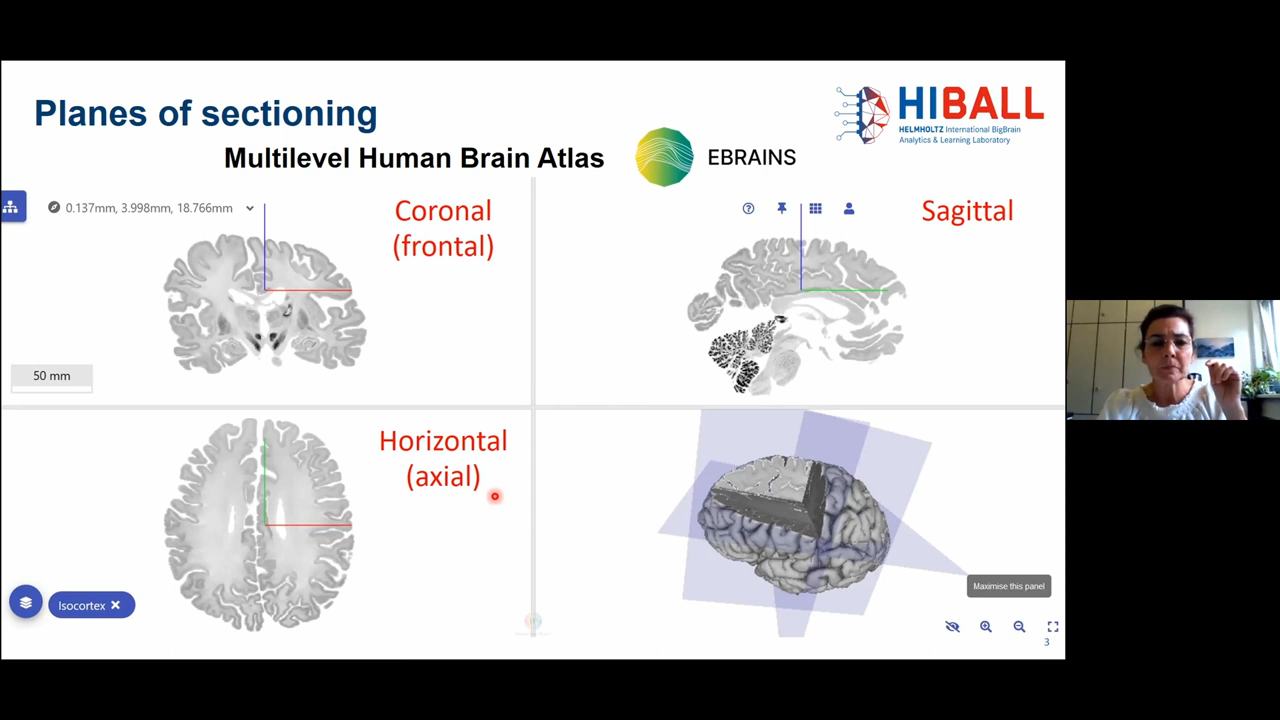 Planes of sectioning
HIBALL
HELMHOLTZ International BigBrain
Analytics & Learning Laboratory
Multilevel Human Brain Atlas
EBRAINS
0.137mm, 3.998mm, 18.766mm
Coronal
(frontal)
Sagittal
50 mm
Horizontal
(axial)
Maximise this panel
Isocortex
3